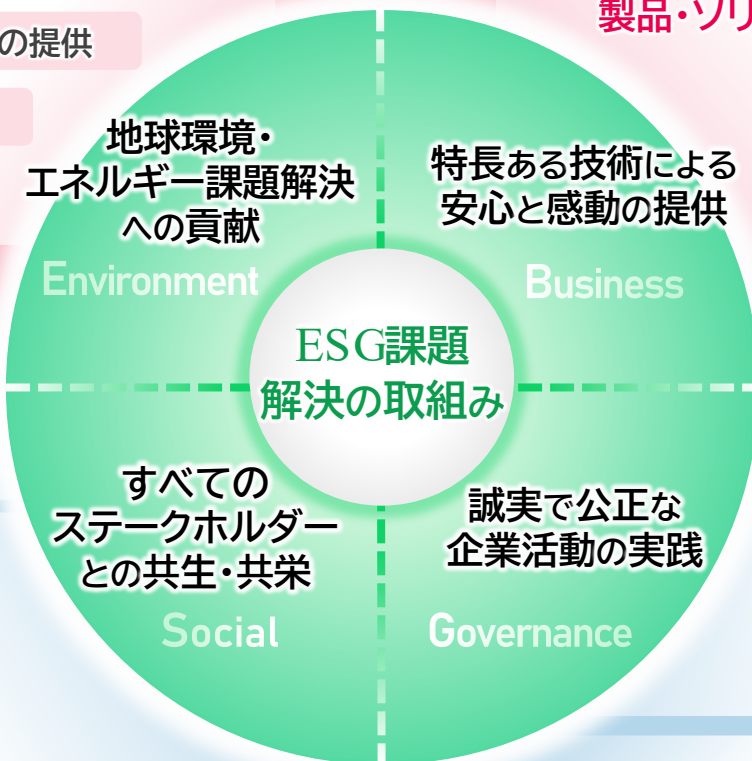 の提供
製品・ソリ
地球環境・
エネルギー課題解決
への貢献
Environment
特長ある技術による
安心と感動の提供
Business
ESG課題
解決の取組み
すべての
ステークホルダー
との共生・共栄
Social
誠実で公正な
企業活動の実践
Governance